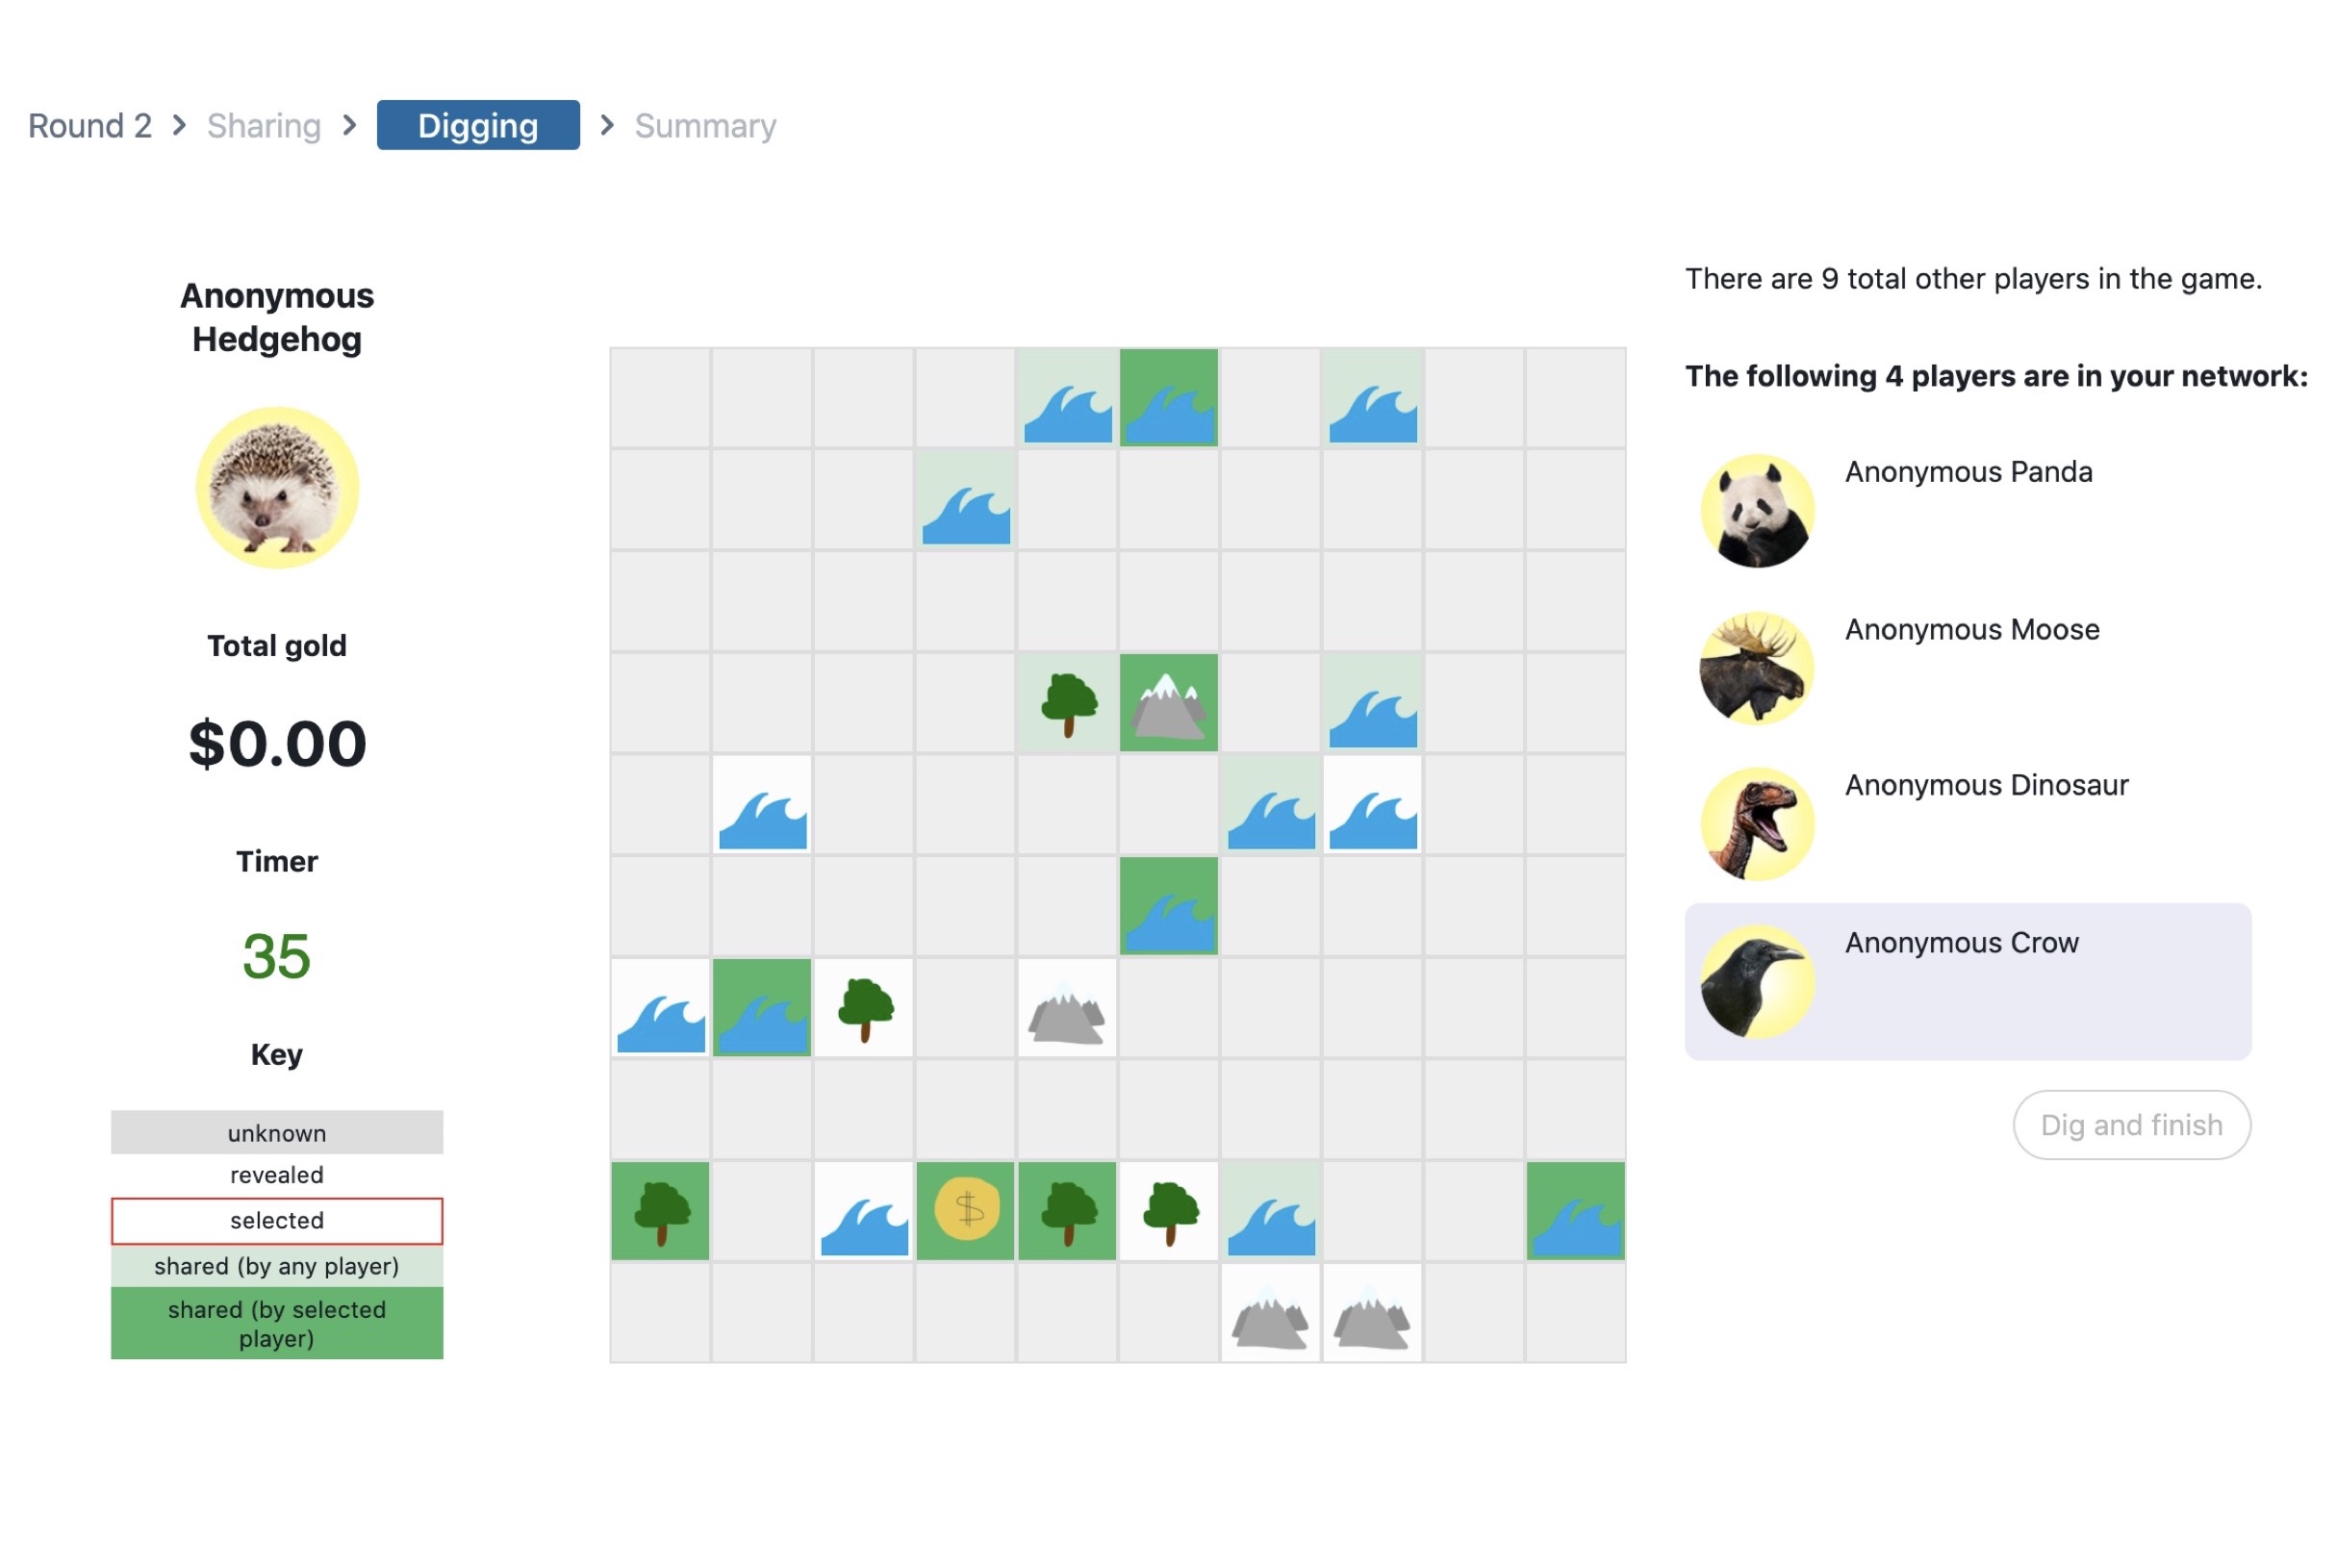 Round 2 > Sharing > Digging > Summary
Anonymous
Hedgehog
Total gold
$0.00
Timer
35
Key
unknown
revealed
selected
shared (by any player)
shared (by selected
player)
$
There are 9 total other players in the game.
The following 4 players are in your network:
Anonymous Panda
Anonymous Moose
Anonymous Dinosaur
Anonymous Crow
Dig and finish